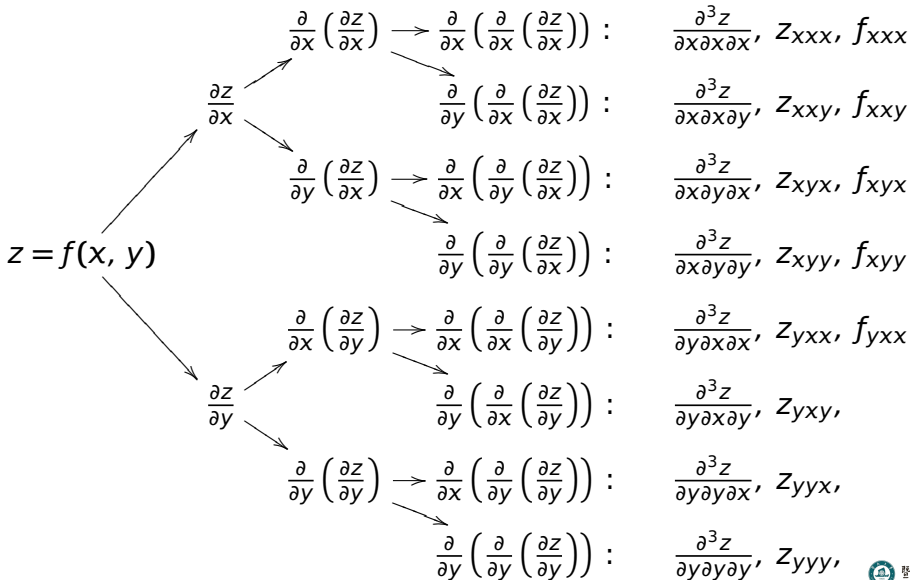 ∂/∂x (∂z/∂x) → ∂/∂x (∂/∂x (∂z/∂x)) : ∂³z/∂x∂x∂x, z_xxx, f_xxx
∂z/∂x
∂/∂y (∂/∂x (∂z/∂x)) : ∂³z/∂x∂x∂y, z_xxy, f_xxy
∂/∂y (∂z/∂x) → ∂/∂x (∂/∂y (∂z/∂x)) : ∂³z/∂x∂y∂x, z_xyx, f_xyx
z = f(x, y)
∂/∂y (∂/∂y (∂z/∂x)) : ∂³z/∂x∂y∂y, z_xyy, f_xyy
∂/∂x (∂z/∂y) → ∂/∂x (∂/∂x (∂z/∂y)) : ∂³z/∂y∂x∂x, z_yxx, f_yxx
∂z/∂y
∂/∂y (∂/∂x (∂z/∂y)) : ∂³z/∂y∂x∂y, z_yxy,
∂/∂y (∂z/∂y) → ∂/∂x (∂/∂y (∂z/∂y)) : ∂³z/∂y∂y∂x, z_yyx,
∂/∂y (∂/∂y (∂z/∂y)) : ∂³z/∂y∂y∂y, z_yyy,